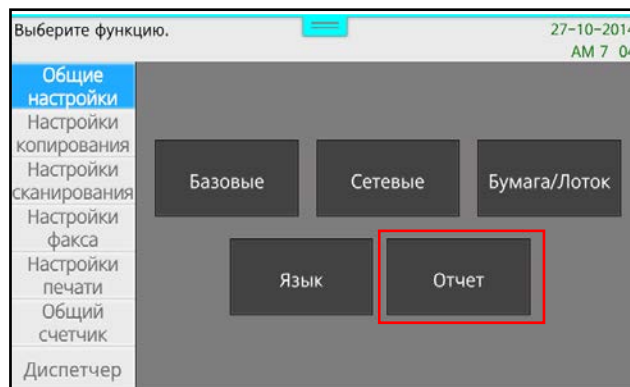 Выберите функцию.
27-10-2014
AM 7 04
Общие
настройки
Настройки
копирования
Настройки
сканирования
Настройки
факса
Настройки
печати
Общий
счетчик
Диспетчер
Базовые
Сетевые
Бумага/Лоток
Язык
Отчет